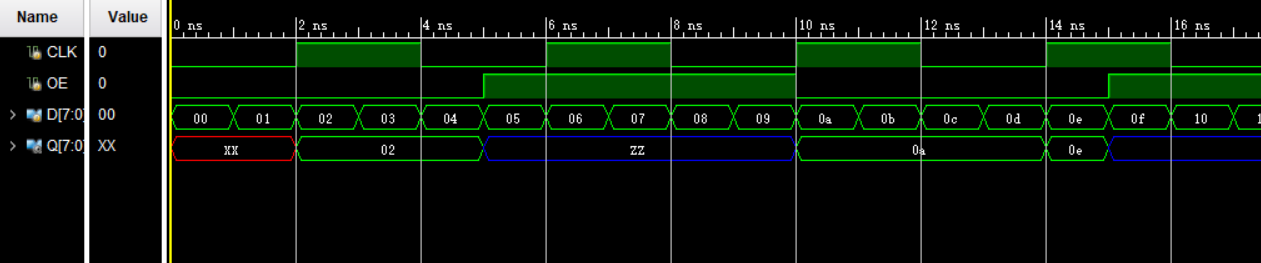 Name Value 0 ns 2 ns 4 ns 6 ns 8 ns 10 ns 12 ns 14 ns 16 ns
CLK 0
OE 0
> D[7:0] 00 00 01 02 03 04 05 06 07 08 09 0a 0b 0c 0d 0e 0f 10 1
> Q[7:0] XX XX 02 ZZ 0a 0e